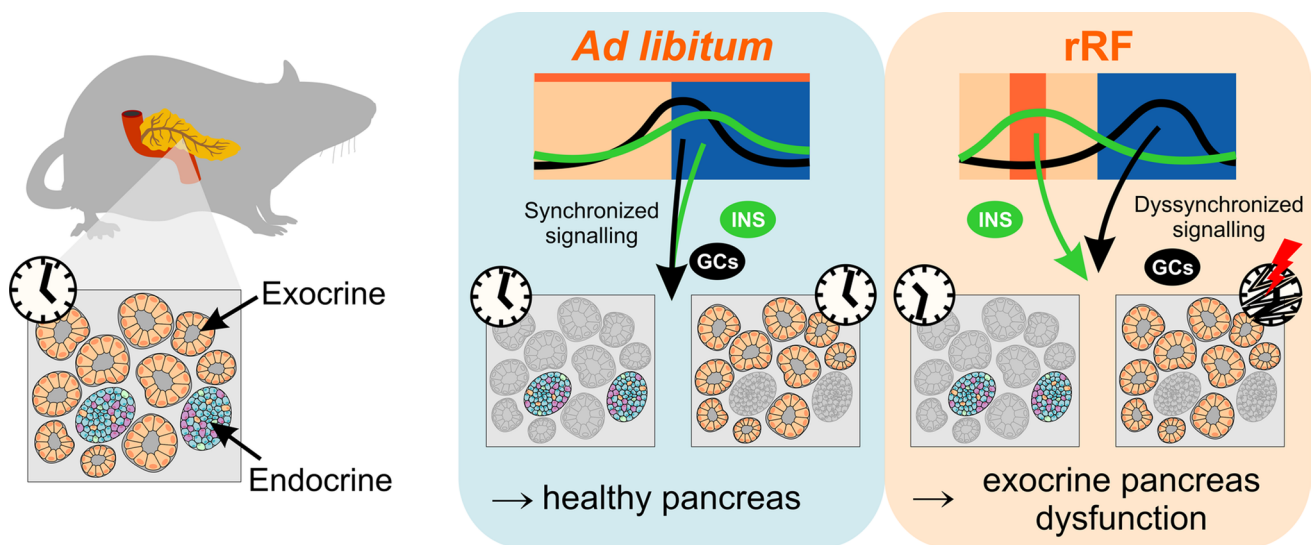 Exocrine
Endocrine
Ad libitum
Synchronized
signalling
INS
GCs
→ healthy pancreas
rRF
INS
Dyssynchronized
signalling
GCs
→ exocrine pancreas
dysfunction